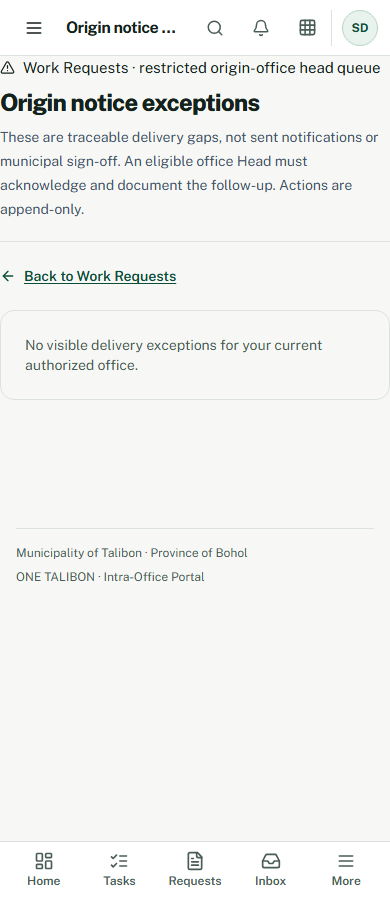 Origin notice ...
SD
Work Requests · restricted origin-office head queue
Origin notice exceptions
These are traceable delivery gaps, not sent notifications or
municipal sign-off. An eligible office Head must
acknowledge and document the follow-up. Actions are
append-only.
Back to Work Requests
No visible delivery exceptions for your current
authorized office.
Municipality of Talibon · Province of Bohol
ONE TALIBON · Intra-Office Portal
Home
Tasks
Requests
Inbox
More